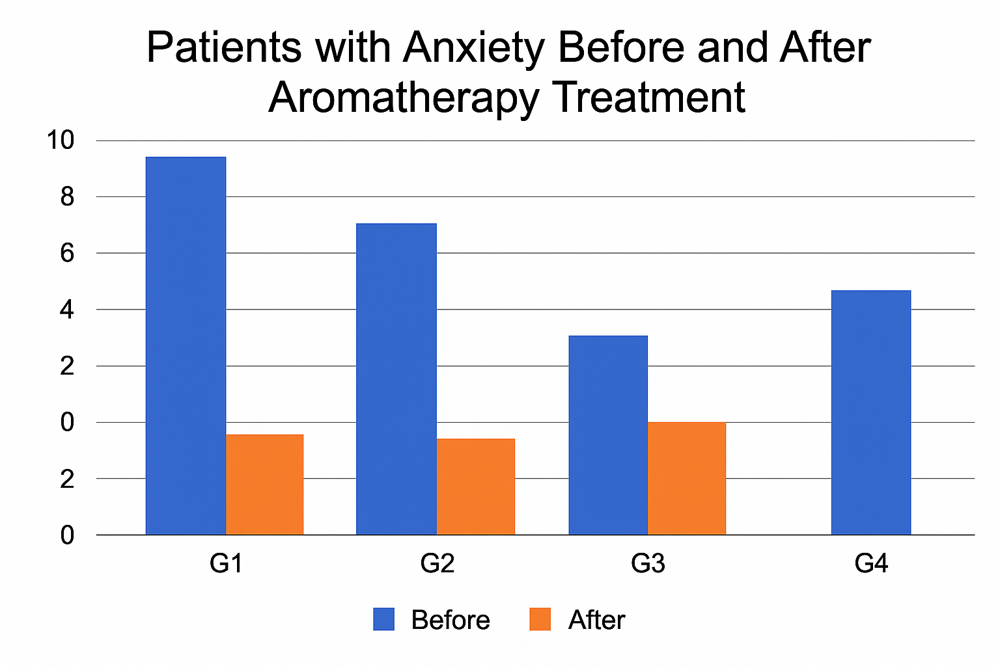 Patients with Anxiety Before and After
Aromatherapy Treatment
10
8
6
4
2
0
2
0
G1 G2 G3 G4
Before After